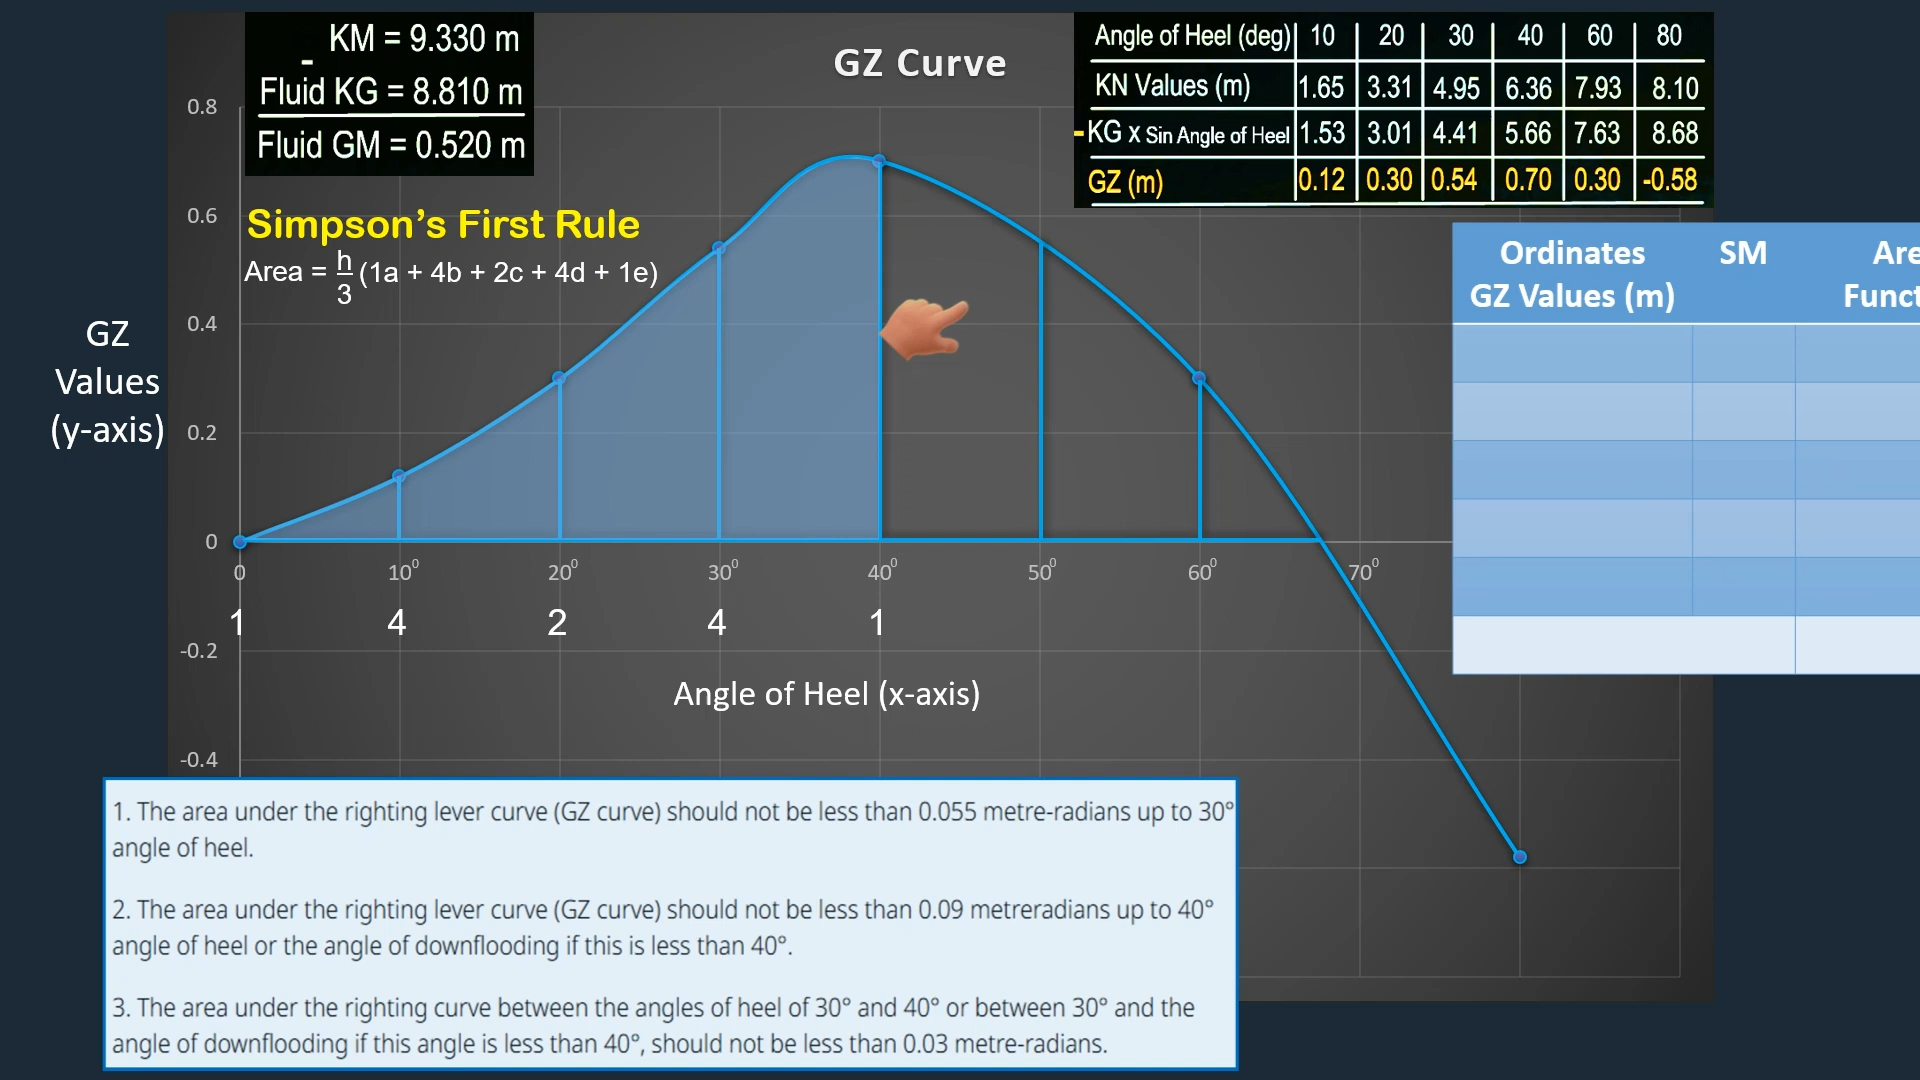 KM = 9.330 m
-
Fluid KG = 8.810 m
Fluid GM = 0.520 m
GZ Curve
Angle of Heel (deg) 10 20 30 40 60 80
KN Values (m) 1.65 3.31 4.95 6.36 7.93 8.10
-KG x Sin Angle of Heel 1.53 3.01 4.41 5.66 7.63 8.68
GZ (m) 0.12 0.30 0.54 0.70 0.30 -0.58
Simpson's First Rule
Area = h/3 (1a + 4b + 2c + 4d + 1e)
Ordinates
GZ Values (m)
SM
Are
Funct
GZ
Values
(y-axis)
0.8
0.6
0.4
0.2
0
-0.2
-0.4
0 10⁰ 20⁰ 30⁰ 40⁰ 50⁰ 60⁰ 70⁰
1 4 2 4 1
Angle of Heel (x-axis)
1. The area under the righting lever curve (GZ curve) should not be less than 0.055 metre-radians up to 30°
angle of heel.
2. The area under the righting lever curve (GZ curve) should not be less than 0.09 metreradians up to 40°
angle of heel or the angle of downflooding if this is less than 40°.
3. The area under the righting curve between the angles of heel of 30° and 40° or between 30° and the
angle of downflooding if this angle is less than 40°, should not be less than 0.03 metre-radians.